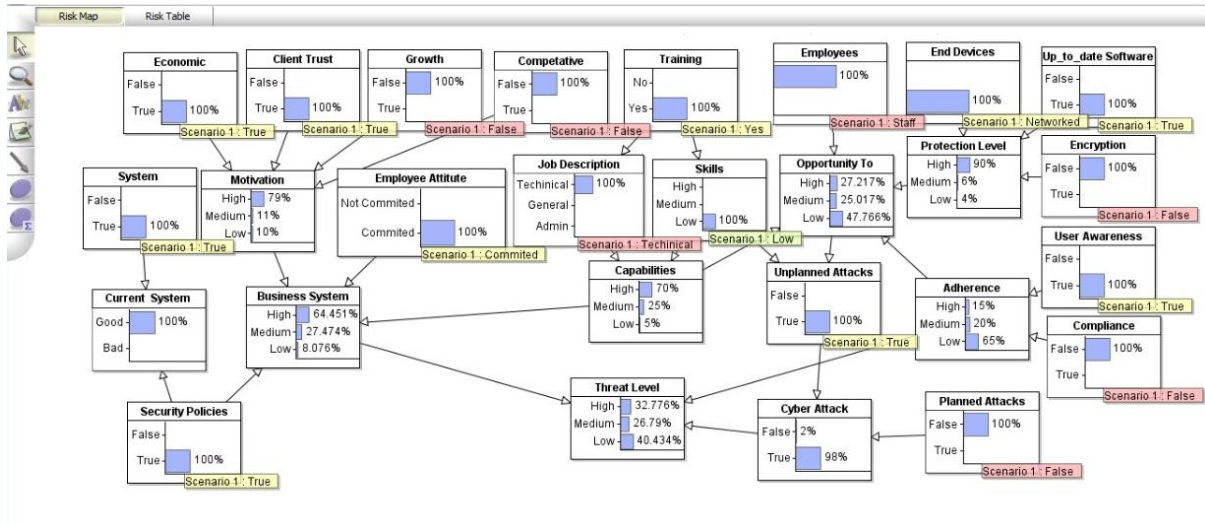 Risk Map
Risk Table
Economic
False
True
100%
Scenario 1 : True
Client Trust
False
True
100%
Scenario 1 : True
Growth
False
100%
True
Scenario 1 : False
Competative
False
100%
True
Scenario 1 : False
Training
No
Yes
100%
Scenario 1 : Yes
Employees
100%
Scenario 1 : Staff
End Devices
100%
Scenario 1 : Networked
Up_to_date Software
False
True
100%
Scenario 1 : True
System
False
True
100%
Scenario 1 : True
Motivation
High
79%
Medium
11%
Low
10%
Employee Attitute
Not Commited
Commited
100%
Scenario 1 : Commited
Job Description
Techinical
100%
General
Admin
Scenario 1 : Techinical
Skills
High
Medium
Low
100%
Scenario 1 : Low
Opportunity To
High
27.217%
Medium
25.017%
Low
47.766%
Protection Level
High
90%
Medium
6%
Low
4%
Encryption
False
100%
True
Scenario 1 : False
Current System
Good
100%
Bad
Business System
High
64.451%
Medium
27.474%
Low
8.076%
Capabilities
High
70%
Medium
25%
Low
5%
Unplanned Attacks
False
True
100%
Scenario 1 : True
Adherence
High
15%
Medium
20%
Low
65%
User Awareness
False
True
100%
Scenario 1 : True
Compliance
False
100%
True
Scenario 1 : False
Security Policies
False
True
100%
Scenario 1 : True
Threat Level
High
32.776%
Medium
26.79%
Low
40.434%
Cyber Attack
False
2%
True
98%
Planned Attacks
False
100%
True
Scenario 1 : False